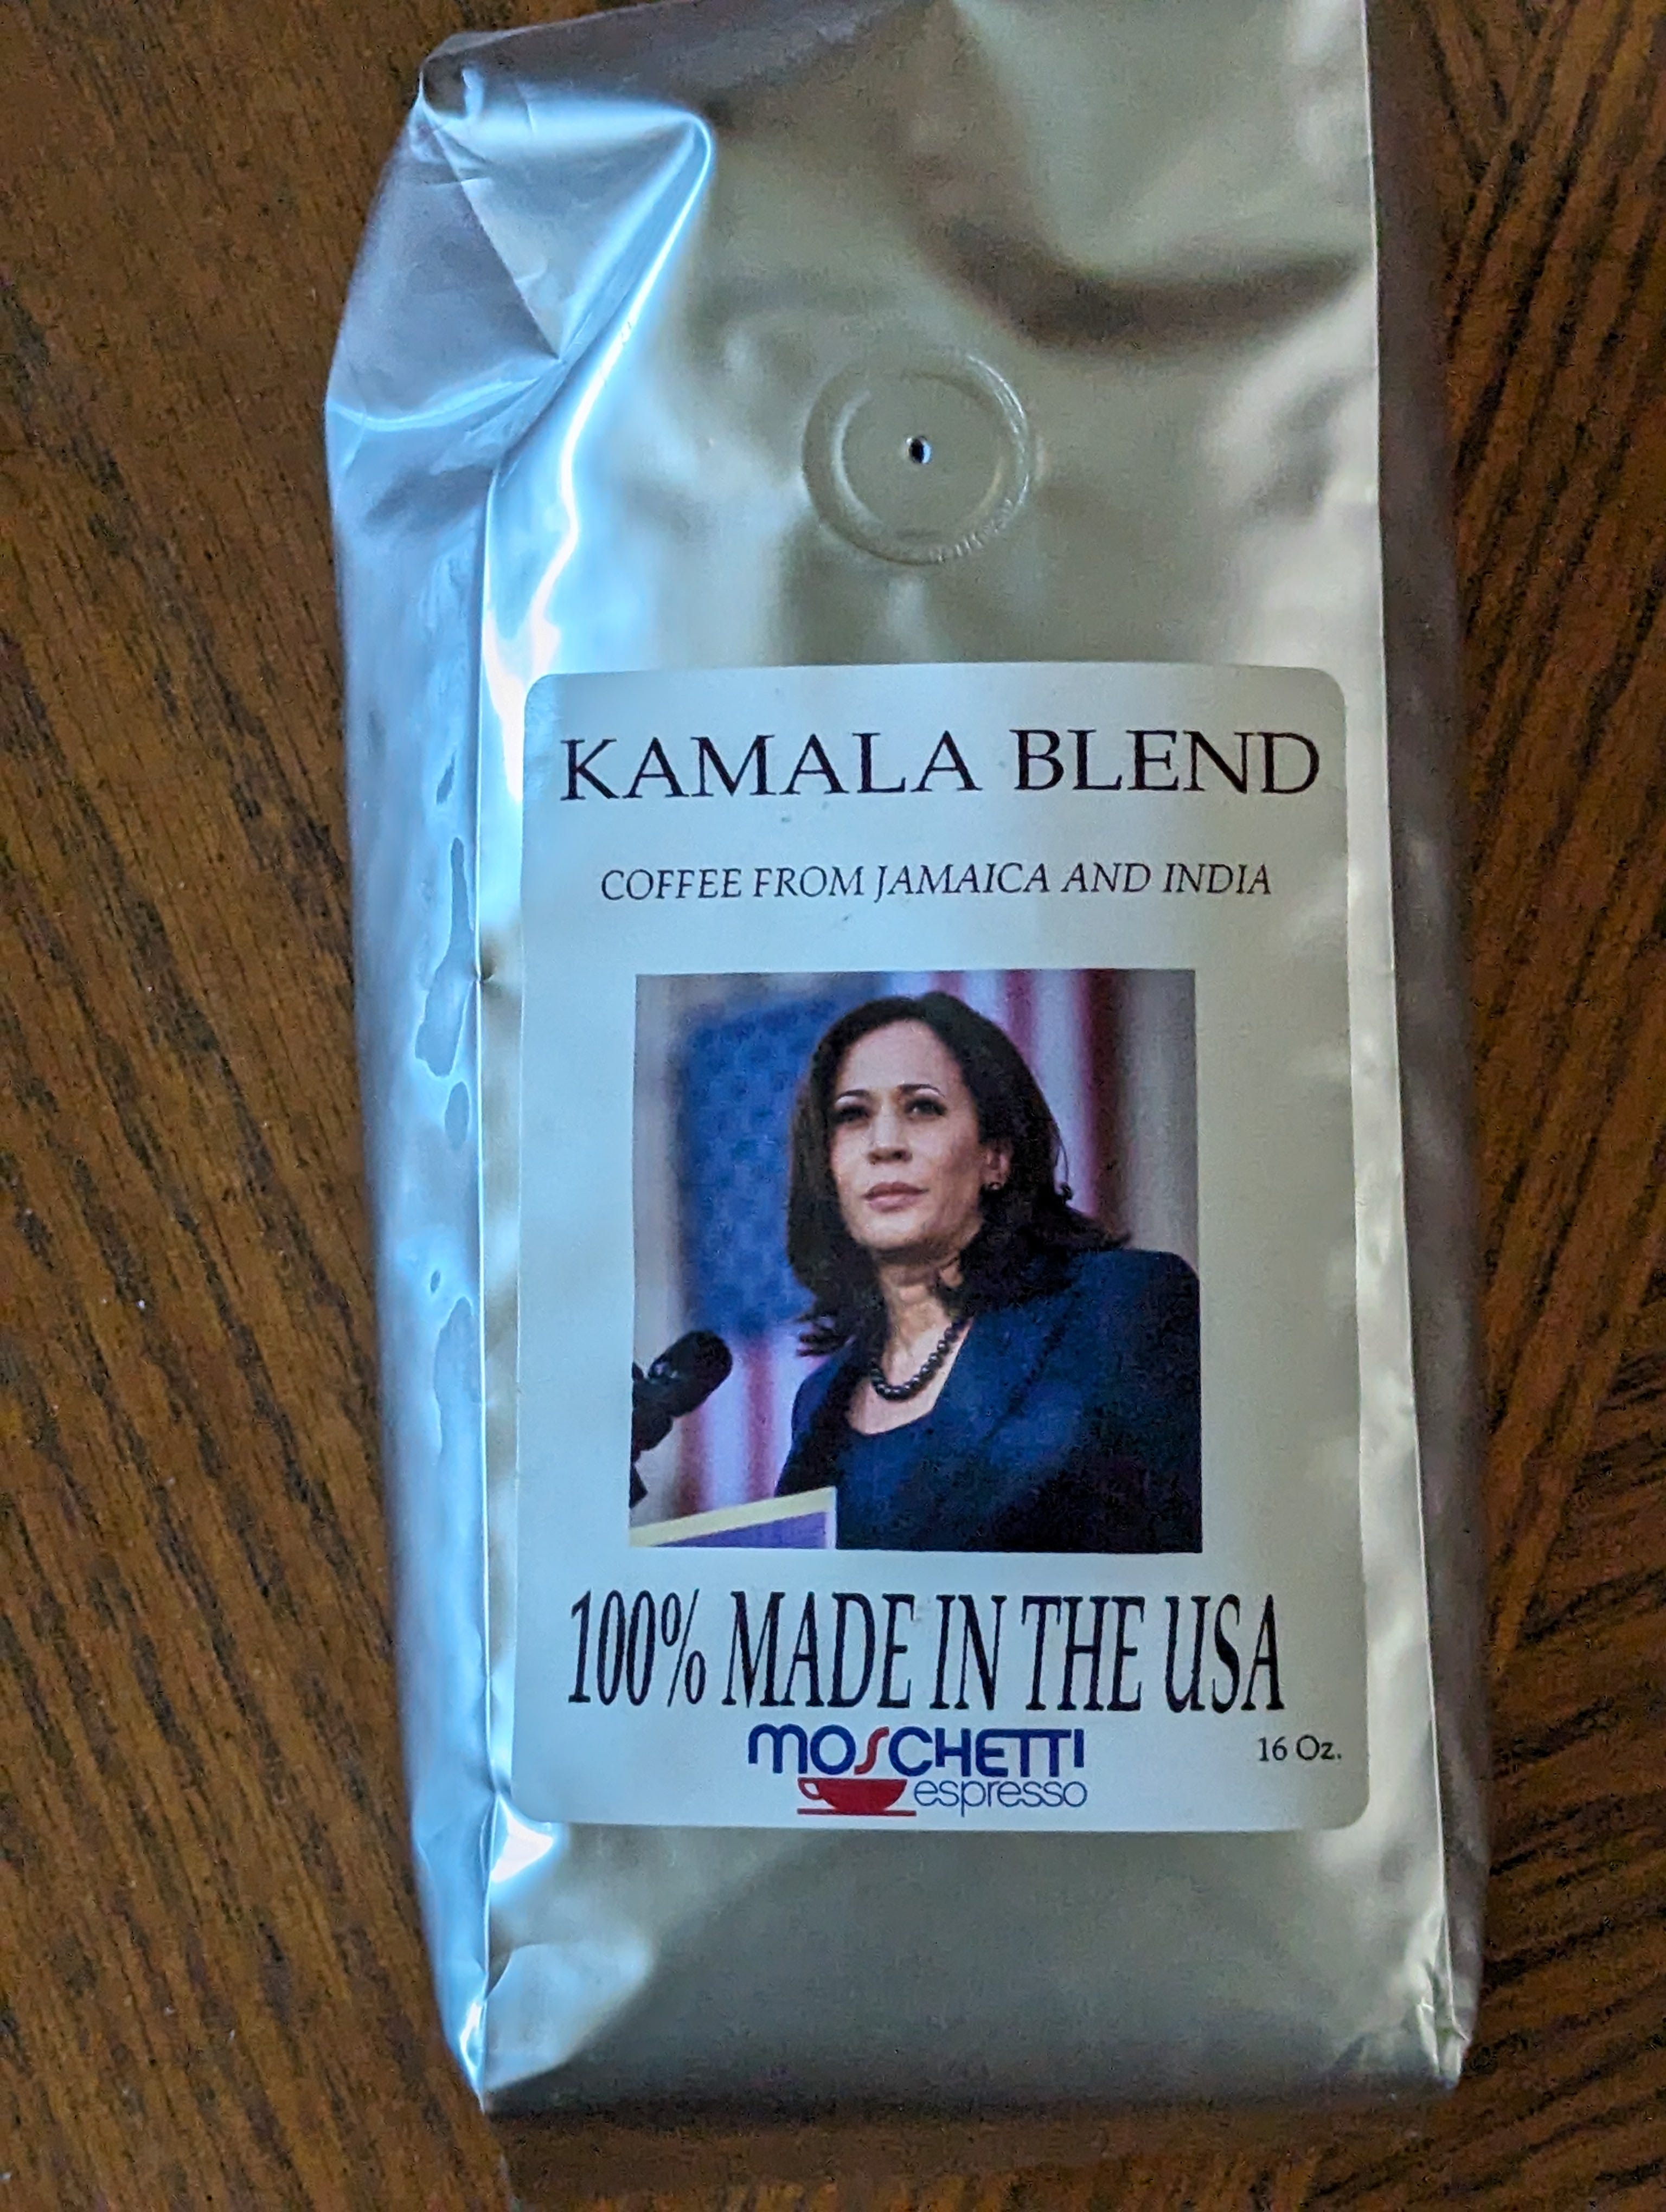 KAMALA BLEND
COFFEE FROM JAMAICA AND INDIA
100% MADE IN THE USA
MOSCHETTI
espresso
16 Oz.